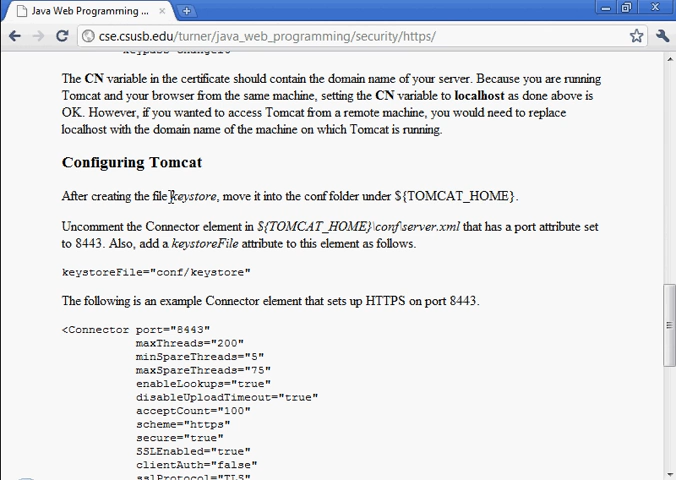 Java Web Programming ...
cse.csusb.edu/turner/java_web_programming/security/https/
The CN variable in the certificate should contain the domain name of your server. Because you are running
Tomcat and your browser from the same machine, setting the CN variable to localhost as done above is
OK. However, if you wanted to access Tomcat from a remote machine, you would need to replace
localhost with the domain name of the machine on which Tomcat is running.
Configuring Tomcat
After creating the file keystore, move it into the conf folder under ${TOMCAT_HOME}.
Uncomment the Connector element in ${TOMCAT_HOME}\conf\server.xml that has a port attribute set
to 8443. Also, add a keystoreFile attribute to this element as follows.
keystoreFile="conf/keystore"
The following is an example Connector element that sets up HTTPS on port 8443.
<Connector port="8443"
maxThreads="200"
minSpareThreads="5"
maxSpareThreads="75"
enableLookups="true"
disableUploadTimeout="true"
acceptCount="100"
scheme="https"
secure="true"
SSLEnabled="true"
clientAuth="false"
sslProtocol="TLS"